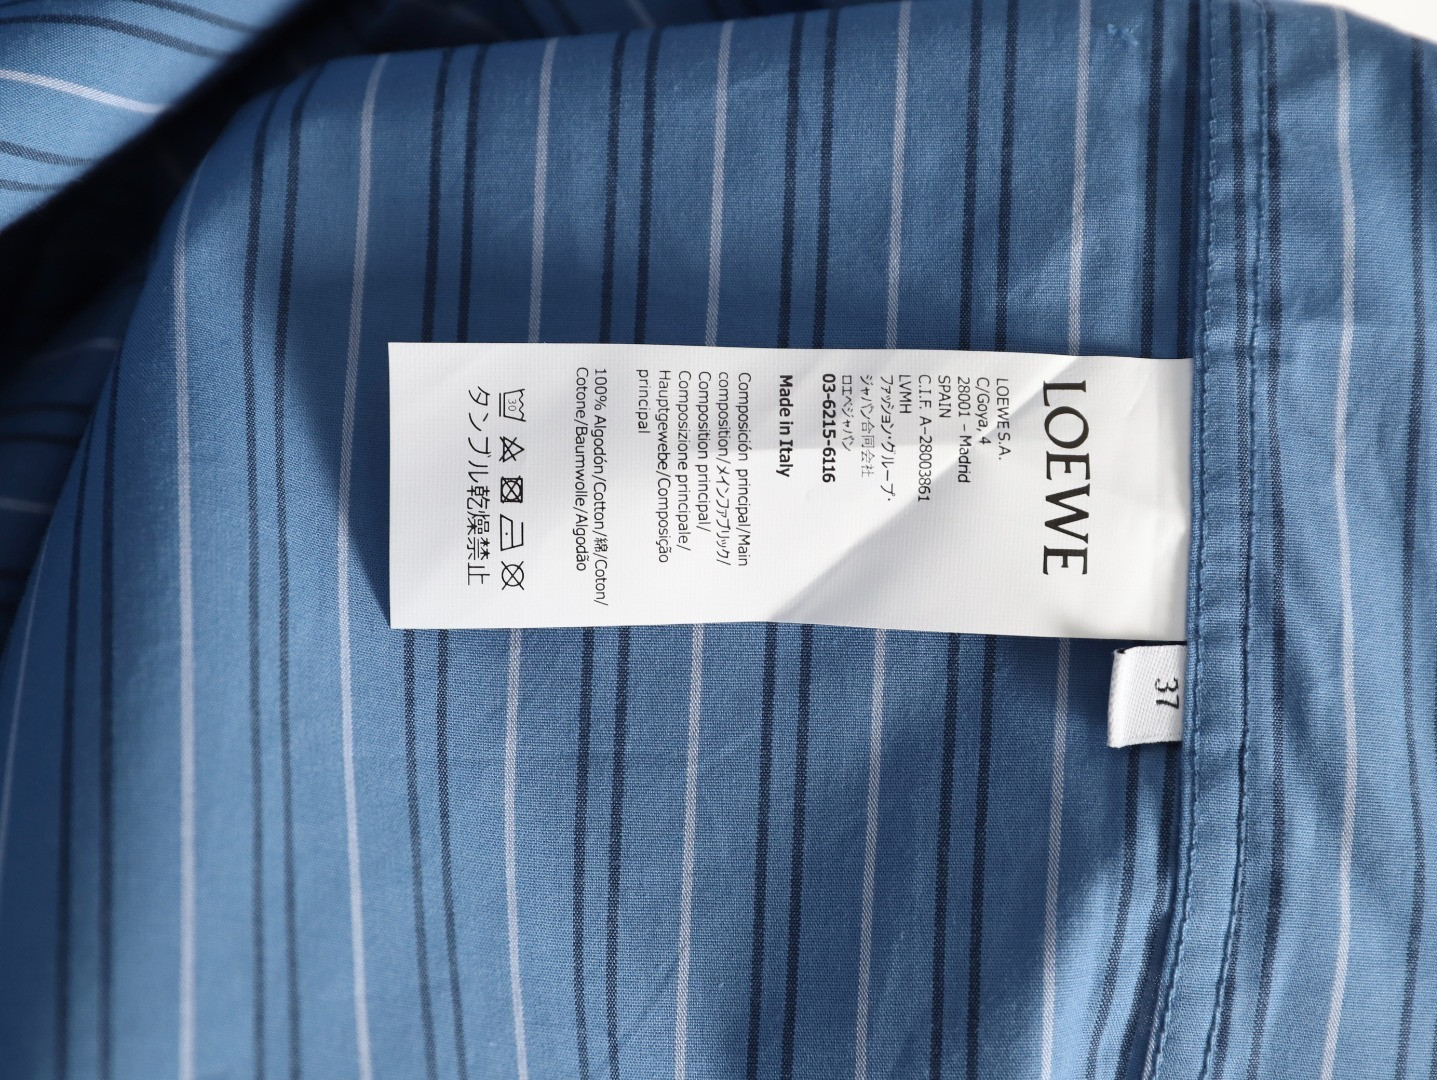 LOEWE
LOEWE S.A.
C/Goya, 4
28001 – Madrid
SPAIN
C.I.F. A-28003861
LVMH
ファッション・グループ・
ジャパン合同会社
ロエベジャパン
03-6215-6116
Made in Italy
Composición principal/Main
composition/メインファブリック/
Composition principal/
Composizione principale/
Hauptgewebe/Composição
principal
100% Algodón/Cotton/綿/Coton/
Cotone/Baumwolle/Algodão
30
タンブル乾燥禁止
37